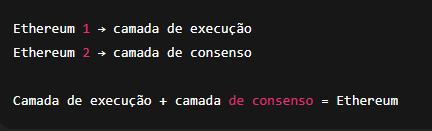 Ethereum 1 → camada de execução
Ethereum 2 → camada de consenso
Camada de execução + camada de consenso = Ethereum